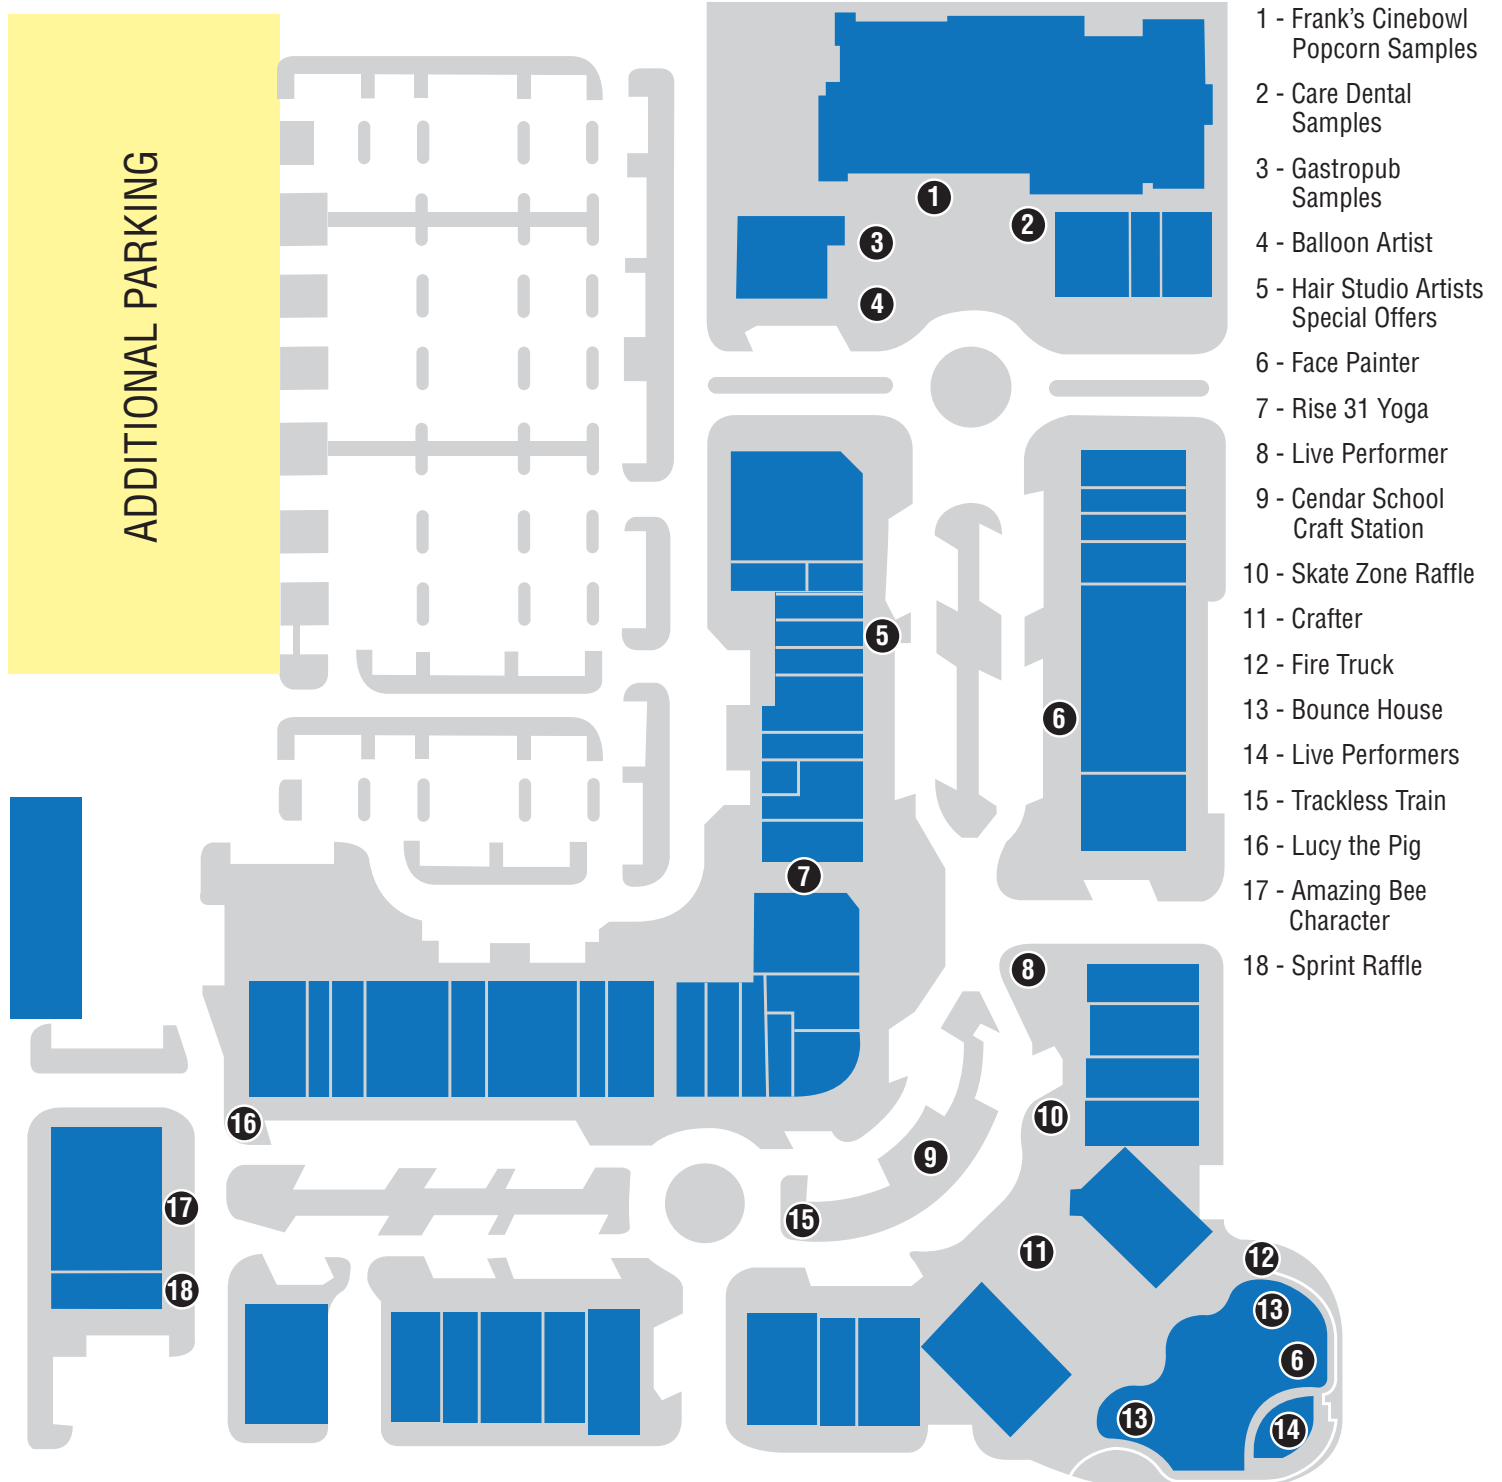 ADDITIONAL PARKING
1 - Frank's Cinebowl
Popcorn Samples
2 - Care Dental
Samples
3 - Gastropub
Samples
4 - Balloon Artist
5 - Hair Studio Artists
Special Offers
6 - Face Painter
7 - Rise 31 Yoga
8 - Live Performer
9 - Cendar School
Craft Station
10 - Skate Zone Raffle
11 - Crafter
12 - Fire Truck
13 - Bounce House
14 - Live Performers
15 - Trackless Train
16 - Lucy the Pig
17 - Amazing Bee
Character
18 - Sprint Raffle
1
2
3
4
5
6
7
8
10
16
9
17
15
11
12
18
13
6
13
14